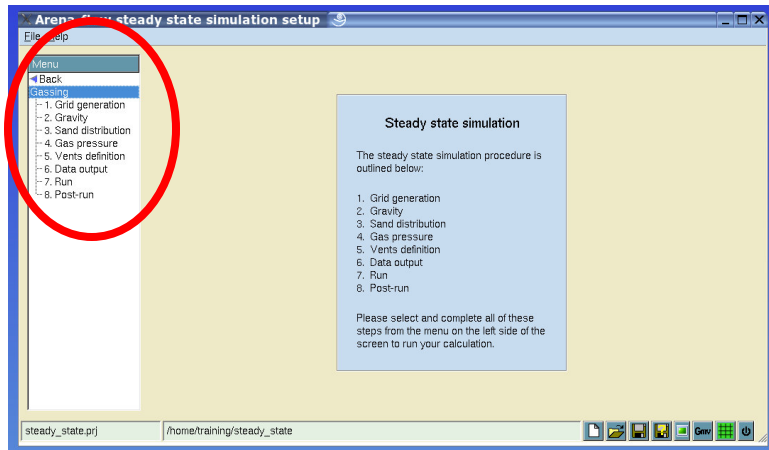 Arena-flow steady state simulation setup
File Help
Menu
Back
Gassing
1. Grid generation
2. Gravity
3. Sand distribution
4. Gas pressure
5. Vents definition
6. Data output
7. Run
8. Post-run
Steady state simulation
The steady state simulation procedure is
outlined below:
1. Grid generation
2. Gravity
3. Sand distribution
4. Gas pressure
5. Vents definition
6. Data output
7. Run
8. Post-run
Please select and complete all of these
steps from the menu on the left side of the
screen to run your calculation.
steady_state.prj
/home/training/steady_state
Gmv